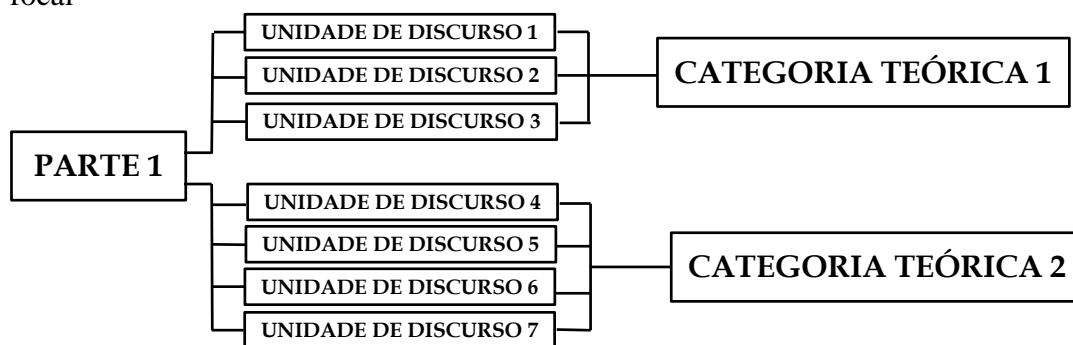 focal
UNIDADE DE DISCURSO 1
UNIDADE DE DISCURSO 2
UNIDADE DE DISCURSO 3
CATEGORIA TEÓRICA 1
PARTE 1
UNIDADE DE DISCURSO 4
UNIDADE DE DISCURSO 5
UNIDADE DE DISCURSO 6
UNIDADE DE DISCURSO 7
CATEGORIA TEÓRICA 2